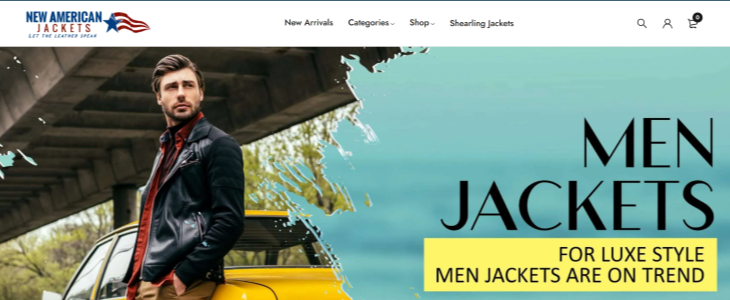 NEW AMERICAN
JACKETS
LET THE LEATHER SPEAK
New Arrivals
Categories
Shop
Shearling Jackets
0
MEN
JACKETS
FOR LUXE STYLE
MEN JACKETS ARE ON TREND